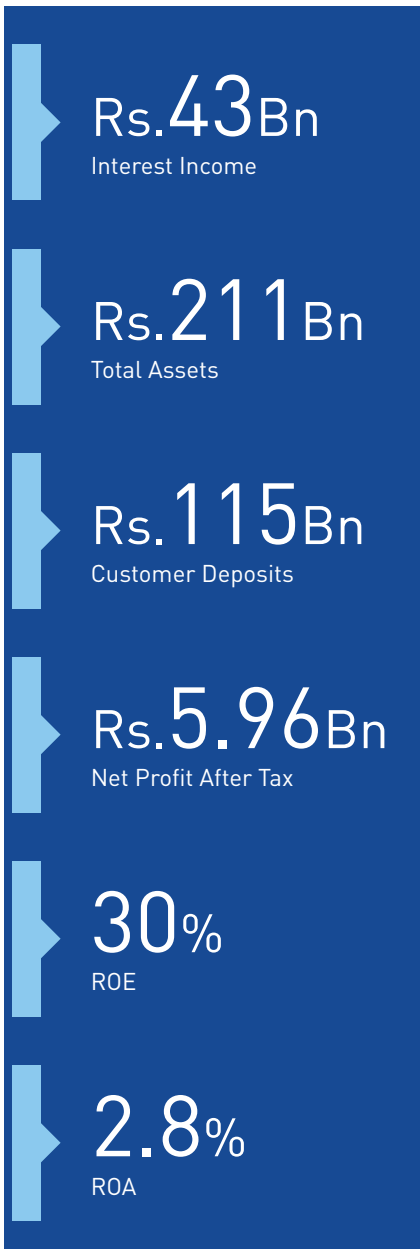 Rs.43Bn
Interest Income
Rs.211Bn
Total Assets
Rs.115Bn
Customer Deposits
Rs.5.96Bn
Net Profit After Tax
30%
ROE
2.8%
ROA